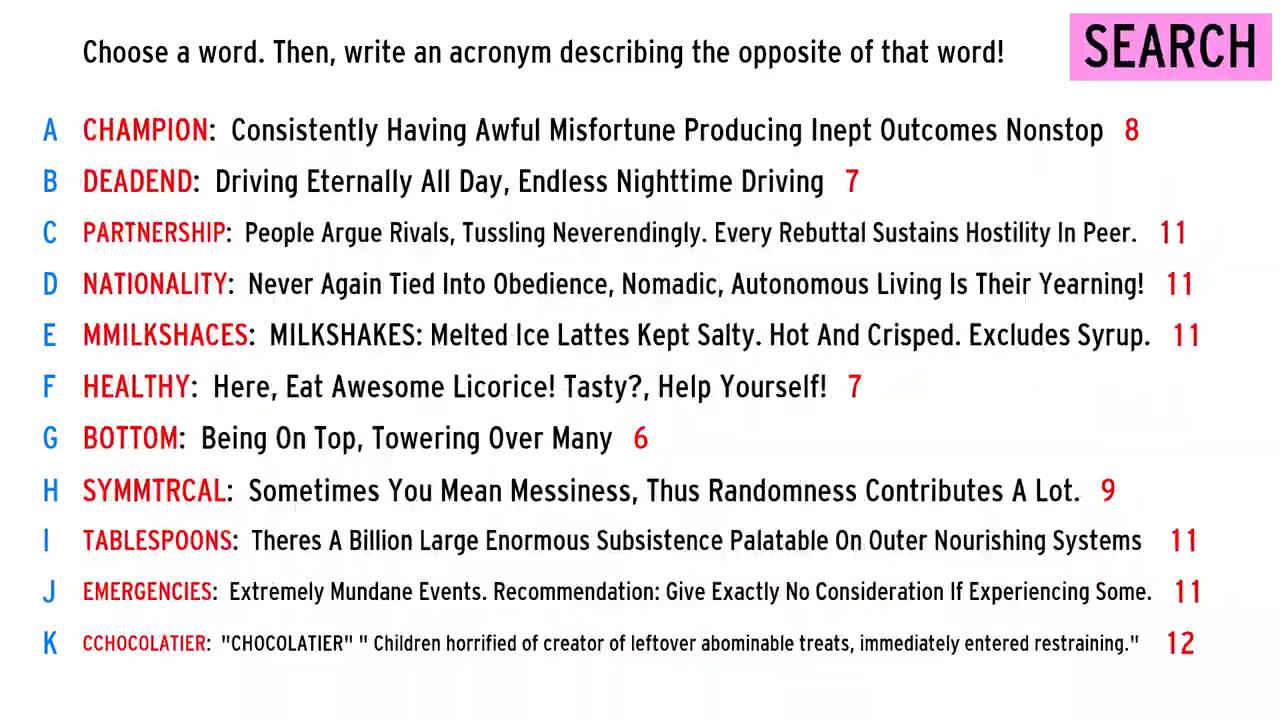 Choose a word. Then, write an acronym describing the opposite of that word!
SEARCH
A CHAMPION: Consistently Having Awful Misfortune Producing Inept Outcomes Nonstop 8
B DEADEND: Driving Eternally All Day, Endless Nighttime Driving 7
C PARTNERSHIP: People Argue Rivals, Tussling Neverendingly. Every Rebuttal Sustains Hostility In Peer. 11
D NATIONALITY: Never Again Tied Into Obedience, Nomadic, Autonomous Living Is Their Yearning! 11
E MMILKSHACES: MILKSHAKES: Melted Ice Lattes Kept Salty. Hot And Crisped. Excludes Syrup. 11
F HEALTHY: Here, Eat Awesome Licorice! Tasty?, Help Yourself! 7
G BOTTOM: Being On Top, Towering Over Many 6
H SYMMTRCAL: Sometimes You Mean Messiness, Thus Randomness Contributes A Lot. 9
I TABLESPOONS: Theres A Billion Large Enormous Subsistence Palatable On Outer Nourishing Systems 11
J EMERGENCIES: Extremely Mundane Events. Recommendation: Give Exactly No Consideration If Experiencing Some. 11
K CCHOCOLATIER: "CHOCOLATIER" " Children horrified of creator of leftover abominable treats, immediately entered restraining." 12